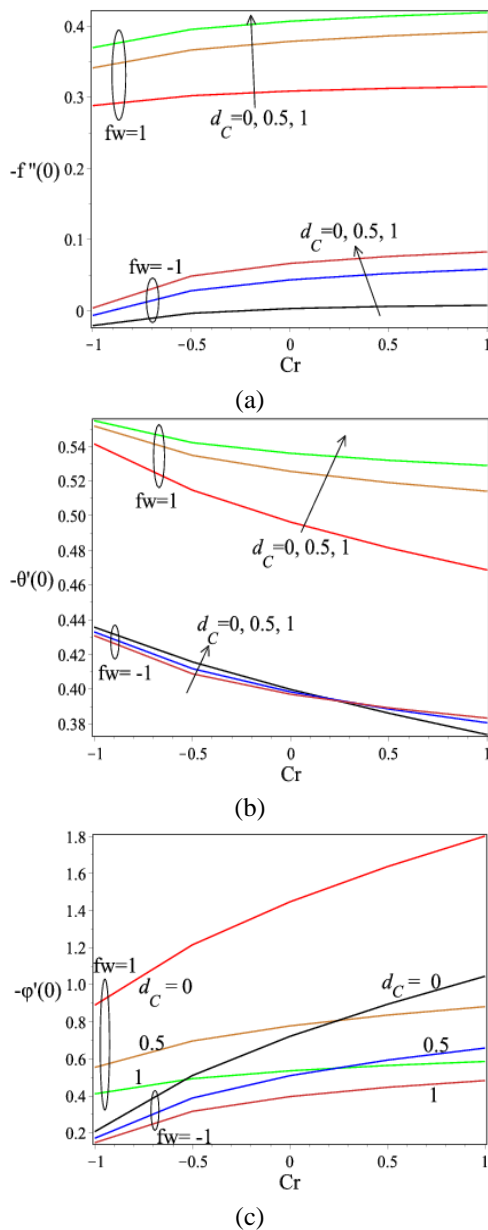 0.4
0.3
0.2
0.1
0
-f "(0)
fw=1
d_C=0, 0.5, 1
d_C=0, 0.5, 1
fw= -1
-1 -0.5 0 0.5 1
Cr
(a)
0.54
0.52
0.50
0.48
0.46
0.44
0.42
0.40
0.38
-θ'(0)
fw=1
d_C=0, 0.5, 1
d_C=0, 0.5, 1
fw= -1
-1 -0.5 0 0.5 1
Cr
(b)
1.8
1.6
1.4
1.2
1.0
0.8
0.6
0.4
0.2
-φ'(0)
fw=1
d_C = 0
d_C = 0
0.5
0.5
1
1
fw= -1
-1 -0.5 0 0.5 1
Cr
(c)